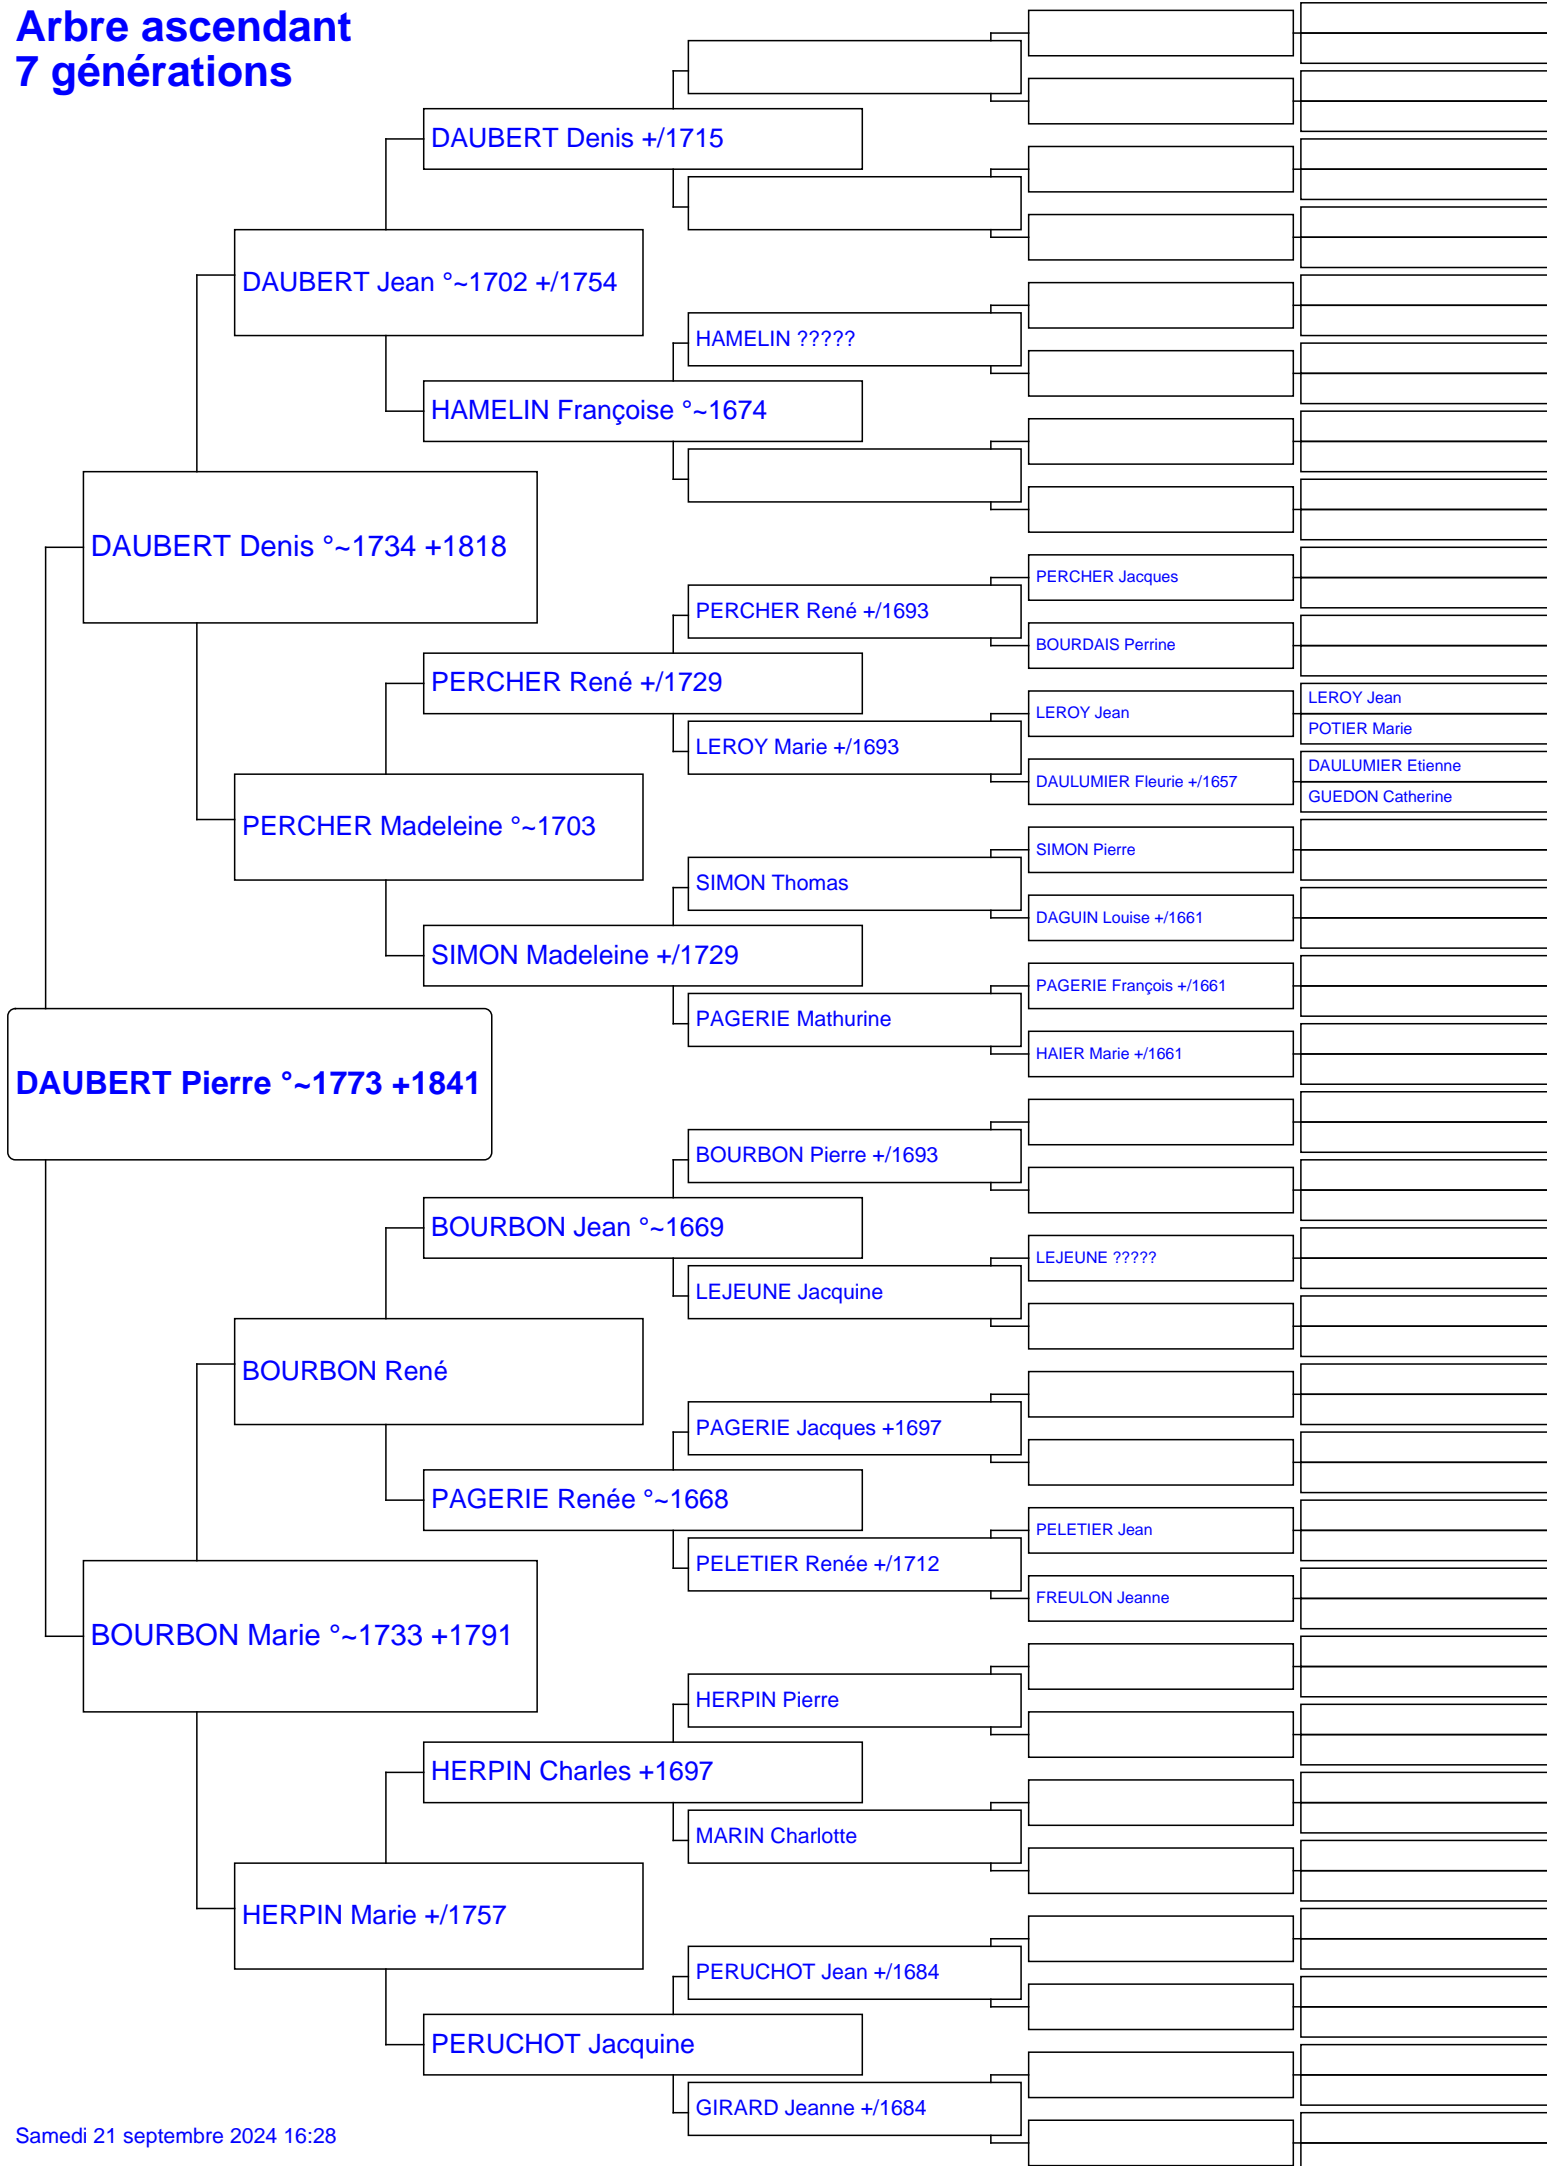 Arbre ascendant
7 générations
DAUBERT Denis +/1715
DAUBERT Jean °~1702 +/1754
HAMELIN ?????
HAMELIN Françoise °~1674
DAUBERT Denis °~1734 +1818
PERCHER Jacques
PERCHER René +/1693
BOURDAIS Perrine
PERCHER René +/1729
LEROY Jean
LEROY Jean
POTIER Marie
LEROY Marie +/1693
DAULUMIER Etienne
DAULUMIER Fleurie +/1657
GUEDON Catherine
PERCHER Madeleine °~1703
SIMON Pierre
SIMON Thomas
DAGUIN Louise +/1661
SIMON Madeleine +/1729
PAGERIE François +/1661
PAGERIE Mathurine
HAIER Marie +/1661
DAUBERT Pierre °~1773 +1841
BOURBON Pierre +/1693
BOURBON Jean °~1669
LEJEUNE ?????
LEJEUNE Jacquine
BOURBON René
PAGERIE Jacques +1697
PAGERIE Renée °~1668
PELETIER Jean
PELETIER Renée +/1712
FREULON Jeanne
BOURBON Marie °~1733 +1791
HERPIN Pierre
HERPIN Charles +1697
MARIN Charlotte
HERPIN Marie +/1757
PERUCHOT Jean +/1684
PERUCHOT Jacquine
GIRARD Jeanne +/1684
Samedi 21 septembre 2024 16:28